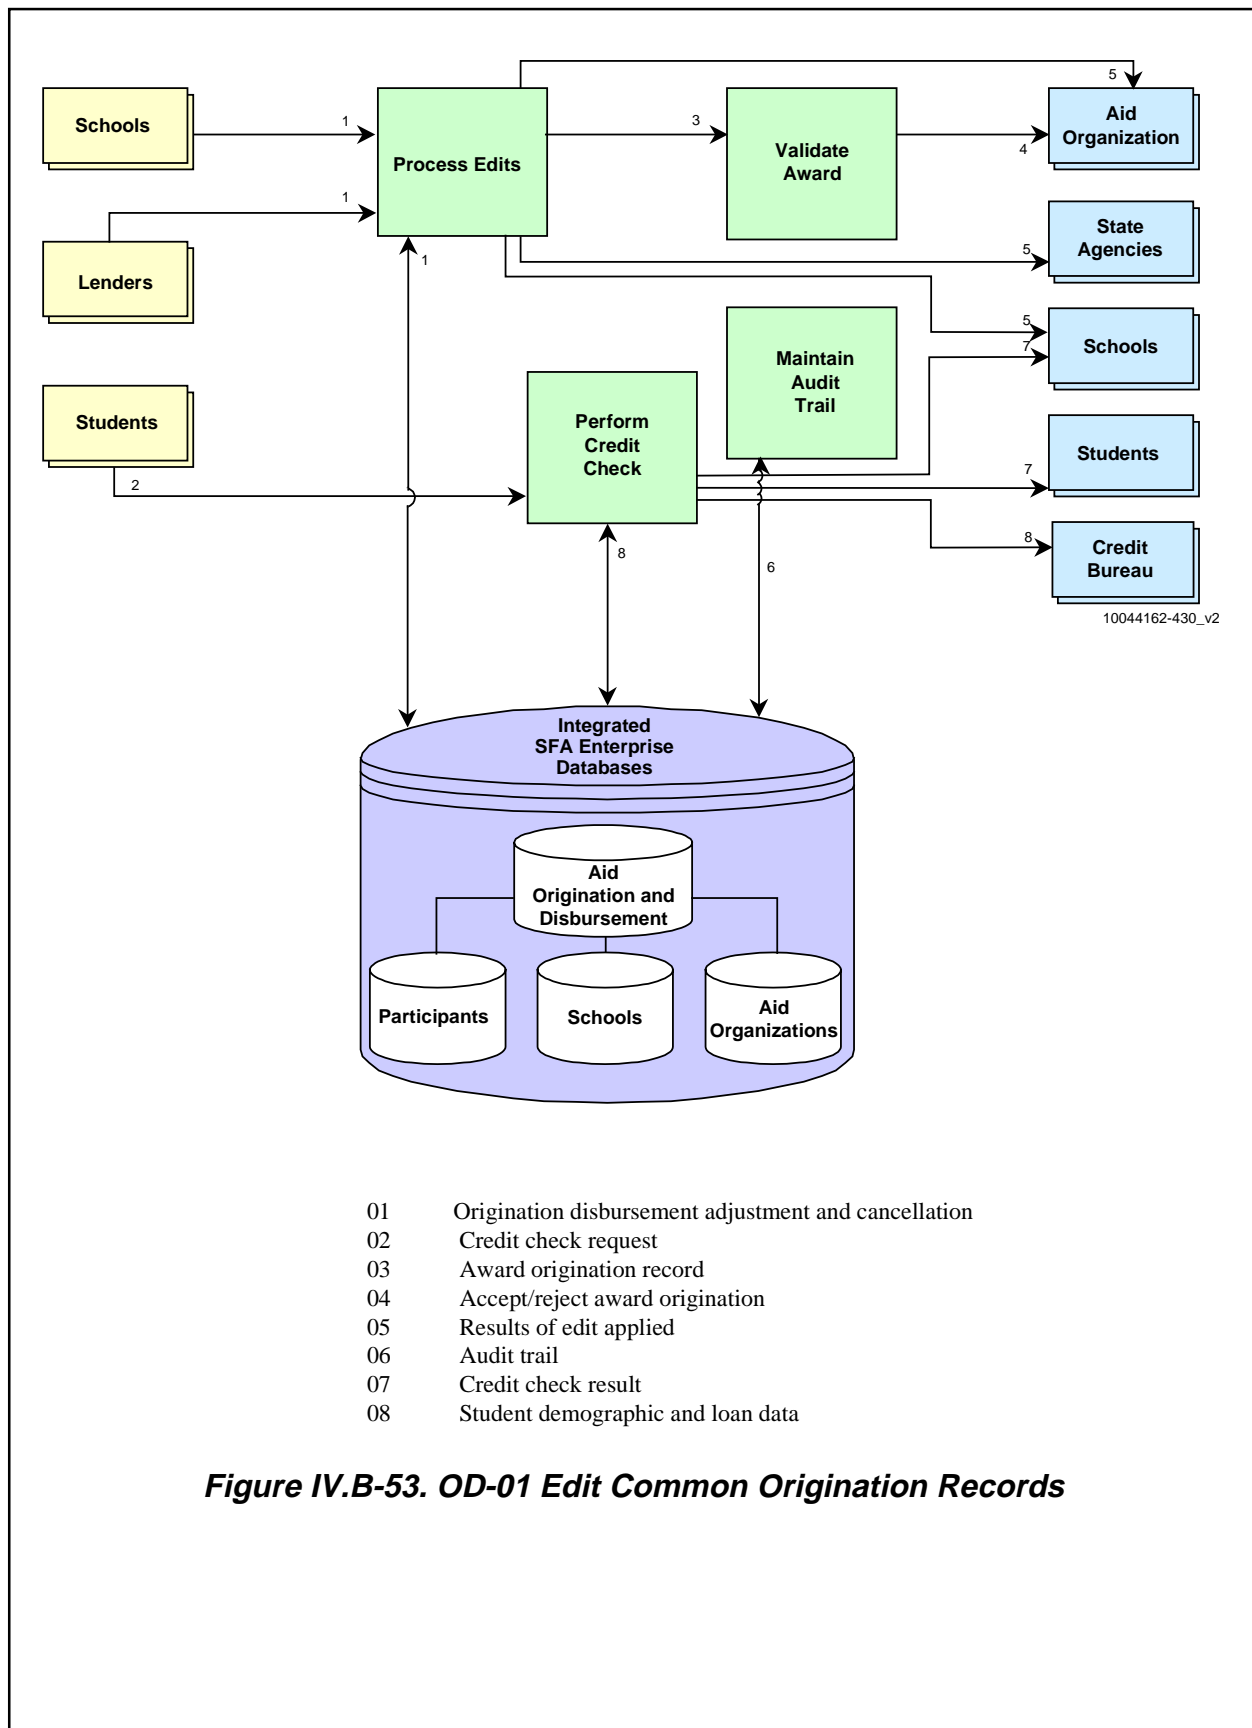 5
Schools
1
Process Edits
3
Validate
Award
4
Aid
Organization
1
Lenders
1
State
Agencies
5
5
7
Schools
Maintain
Audit
Trail
Students
2
Perform
Credit
Check
7
Students
8
6
8
Credit
Bureau
10044162-430_v2
Integrated
SFA Enterprise
Databases
Aid
Origination and
Disbursement
Participants
Schools
Aid
Organizations
01 Origination disbursement adjustment and cancellation
02 Credit check request
03 Award origination record
04 Accept/reject award origination
05 Results of edit applied
06 Audit trail
07 Credit check result
08 Student demographic and loan data
Figure IV.B-53. OD-01 Edit Common Origination Records